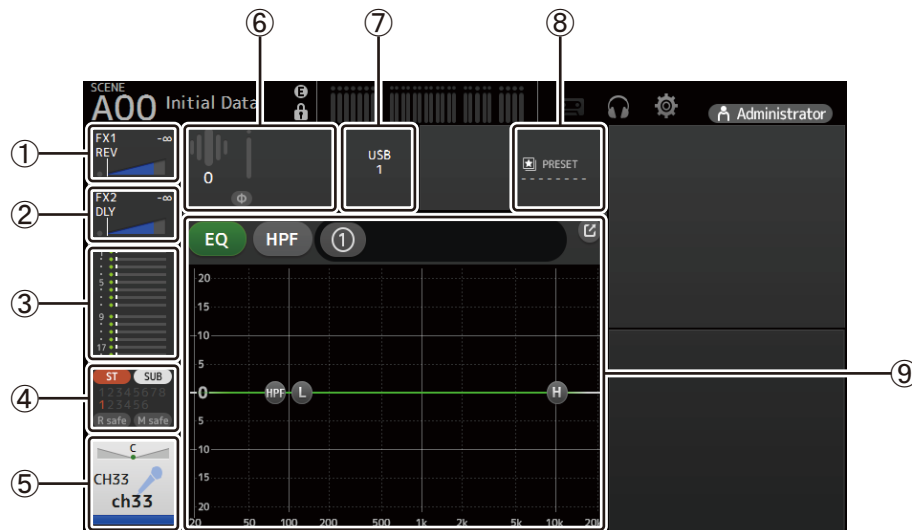 ⑥ ⑦ ⑧
SCENE
A00 Initial Data E
Administrator
① FX1 -∞
REV
② FX2 -∞
DLY
0
Φ
USB
1
PRESET
--------
③ 1
5
9
17
④ ST SUB
12345678
123456
R safe M safe
⑤ C
CH33
ch33
EQ HPF ①
20
15
10
5
0 HPF L H
5
10
15
20
20 50 100 200 500 1k 2k 5k 10k 20k
⑨